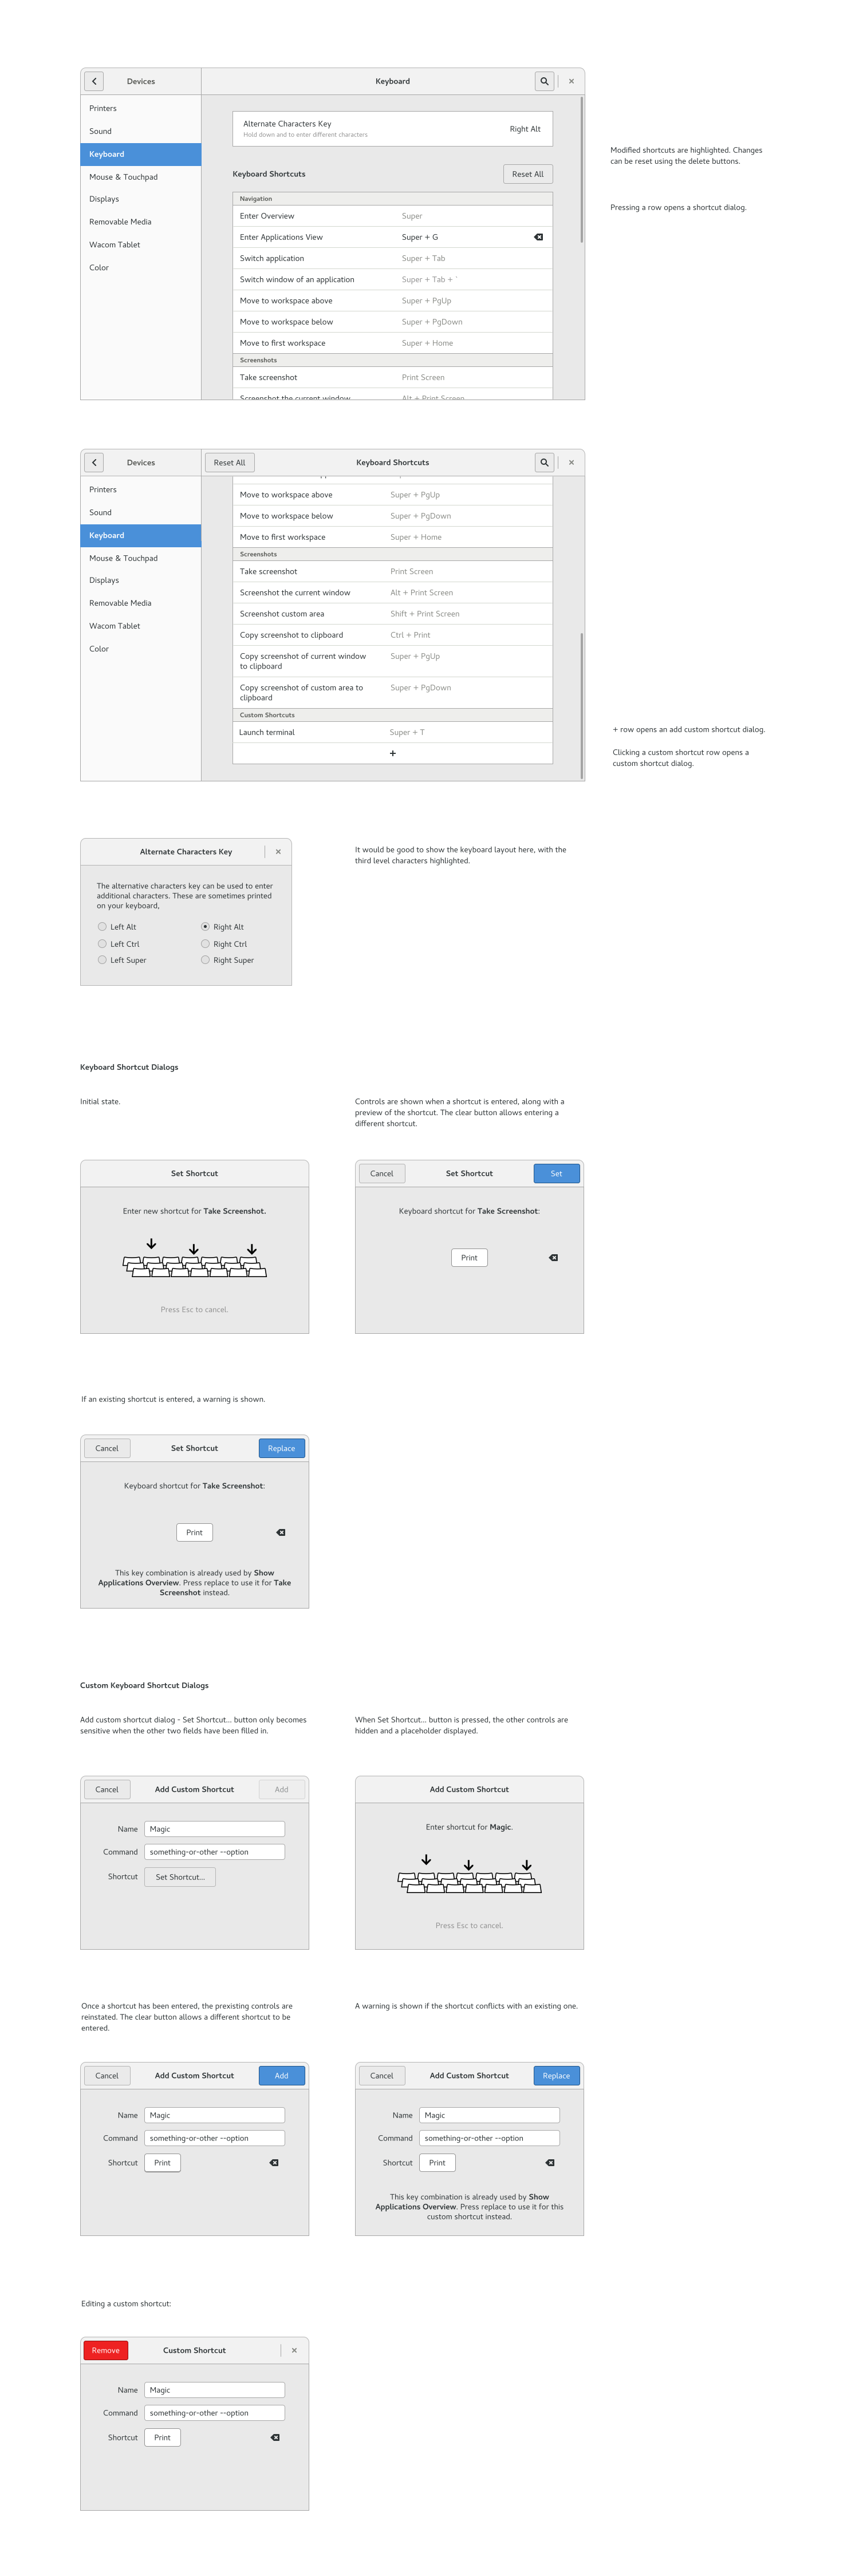 Devices
Keyboard
Printers
Sound
Keyboard
Mouse & Touchpad
Displays
Removable Media
Wacom Tablet
Color
Alternate Characters Key
Hold down and to enter different characters
Right Alt
Keyboard Shortcuts
Reset All
Navigation
Enter Overview Super
Enter Applications View Super + G
Switch application Super + Tab
Switch window of an application Super + Tab + `
Move to workspace above Super + PgUp
Move to workspace below Super + PgDown
Move to first workspace Super + Home
Screenshots
Take screenshot Print Screen
Screenshot the current window Alt + Print Screen
Modified shortcuts are highlighted. Changes
can be reset using the delete buttons.
Pressing a row opens a shortcut dialog.
Devices
Reset All
Keyboard Shortcuts
Printers
Sound
Keyboard
Mouse & Touchpad
Displays
Removable Media
Wacom Tablet
Color
Move to workspace above Super + PgUp
Move to workspace below Super + PgDown
Move to first workspace Super + Home
Screenshots
Take screenshot Print Screen
Screenshot the current window Alt + Print Screen
Screenshot custom area Shift + Print Screen
Copy screenshot to clipboard Ctrl + Print
Copy screenshot of current window Super + PgUp
to clipboard
Copy screenshot of custom area to Super + PgDown
clipboard
Custom Shortcuts
Launch terminal Super + T
+
+ row opens an add custom shortcut dialog.
Clicking a custom shortcut row opens a
custom shortcut dialog.
Alternate Characters Key
The alternative characters key can be used to enter
additional characters. These are sometimes printed
on your keyboard,
Left Alt Right Alt
Left Ctrl Right Ctrl
Left Super Right Super
It would be good to show the keyboard layout here, with the
third level characters highlighted.
Keyboard Shortcut Dialogs
Initial state.
Controls are shown when a shortcut is entered, along with a
preview of the shortcut. The clear button allows entering a
different shortcut.
Set Shortcut
Enter new shortcut for Take Screenshot.
Press Esc to cancel.
Cancel Set Shortcut Set
Keyboard shortcut for Take Screenshot:
Print
If an existing shortcut is entered, a warning is shown.
Cancel Set Shortcut Replace
Keyboard shortcut for Take Screenshot:
Print
This key combination is already used by Show
Applications Overview. Press replace to use it for Take
Screenshot instead.
Custom Keyboard Shortcut Dialogs
Add custom shortcut dialog - Set Shortcut... button only becomes
sensitive when the other two fields have been filled in.
When Set Shortcut... button is pressed, the other controls are
hidden and a placeholder displayed.
Cancel Add Custom Shortcut Add
Name Magic
Command something-or-other --option
Shortcut Set Shortcut...
Add Custom Shortcut
Enter shortcut for Magic.
Press Esc to cancel.
Once a shortcut has been entered, the prexisting controls are
reinstated. The clear button allows a different shortcut to be
entered.
A warning is shown if the shortcut conflicts with an existing one.
Cancel Add Custom Shortcut Add
Name Magic
Command something-or-other --option
Shortcut Print
Cancel Add Custom Shortcut Replace
Name Magic
Command something-or-other --option
Shortcut Print
This key combination is already used by Show
Applications Overview. Press replace to use it for this
custom shortcut instead.
Editing a custom shortcut:
Remove Custom Shortcut
Name Magic
Command something-or-other --option
Shortcut Print